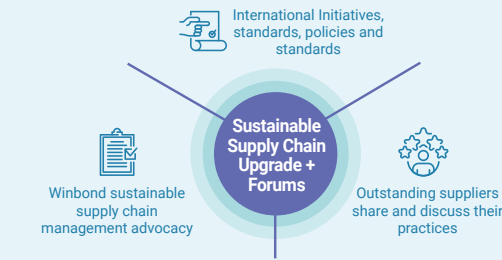 International Initiatives,
standards, policies and
standards
Sustainable
Supply Chain
Upgrade +
Forums
Winbond sustainable
supply chain
management advocacy
Outstanding suppliers
share and discuss their
practices